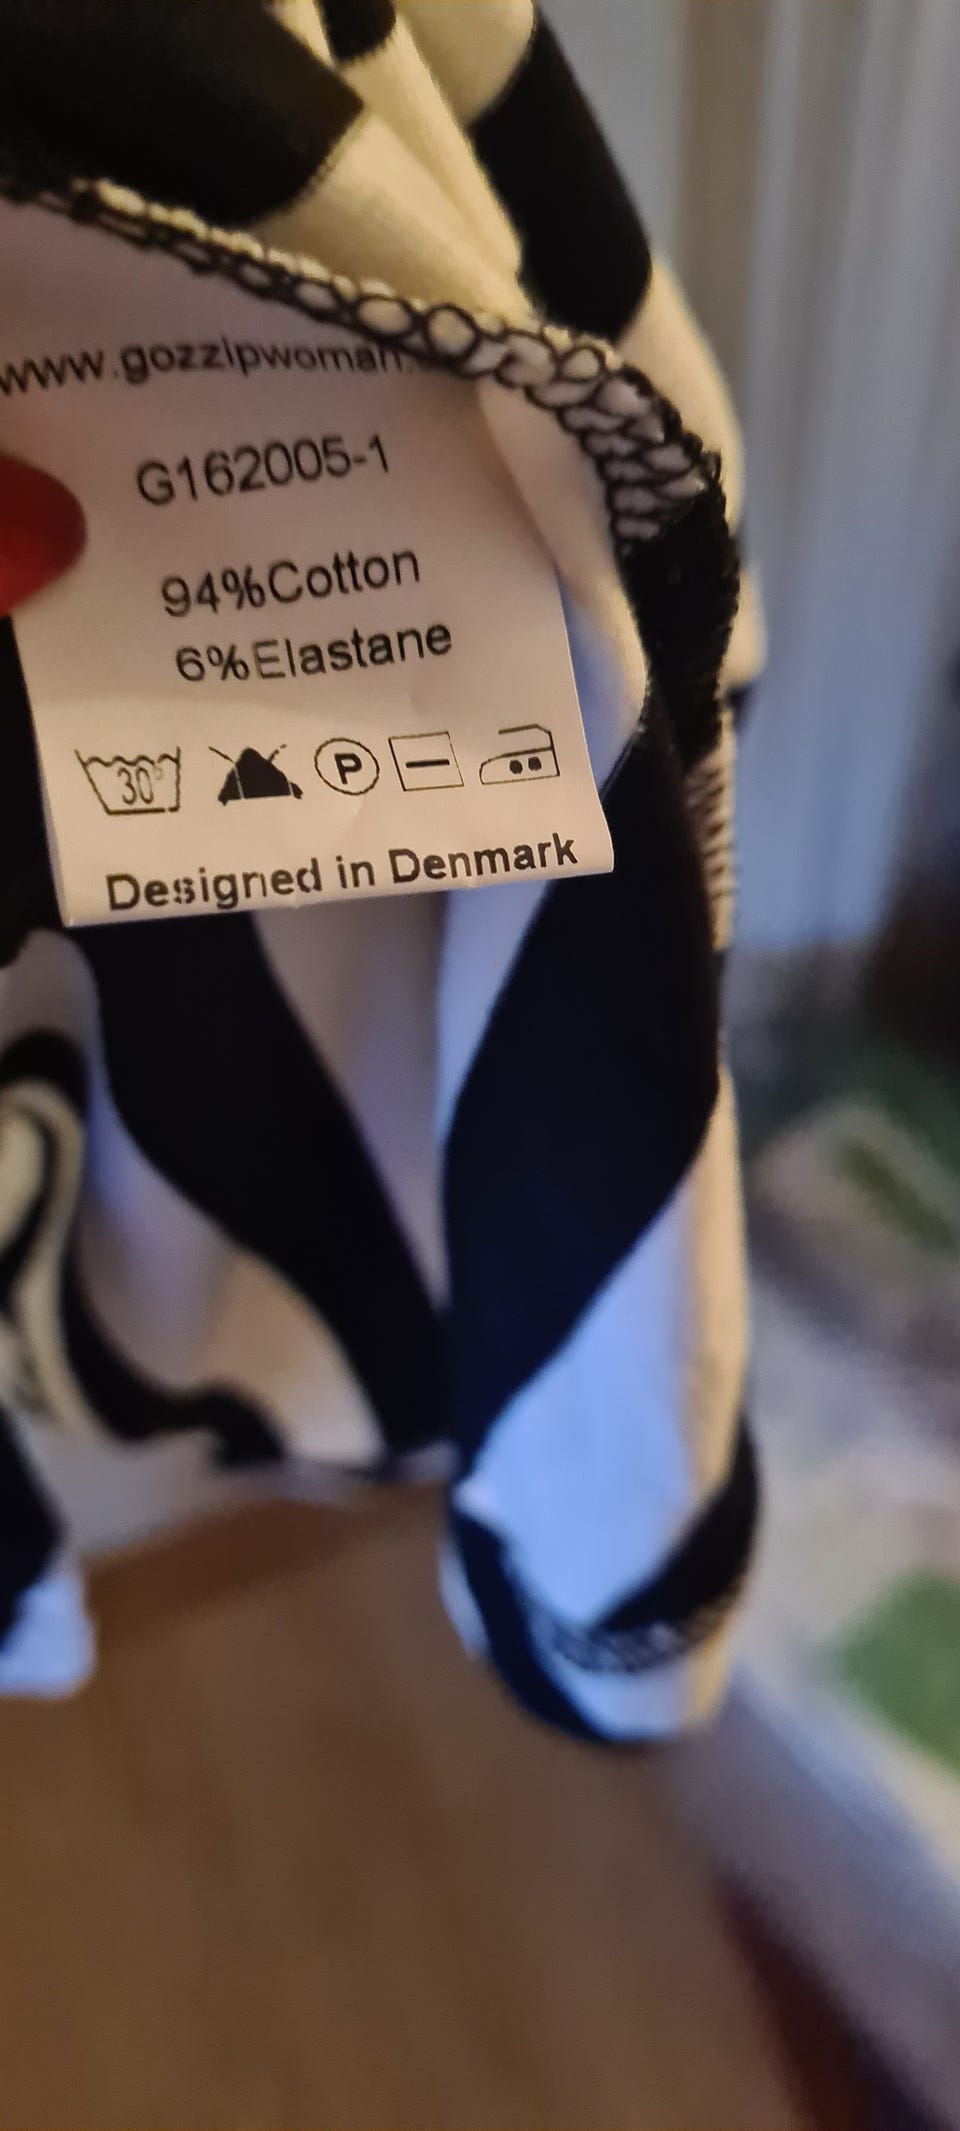 www.gozzipwoman.
G162005-1
94%Cotton
6%Elastane
30° P
Designed in Denmark